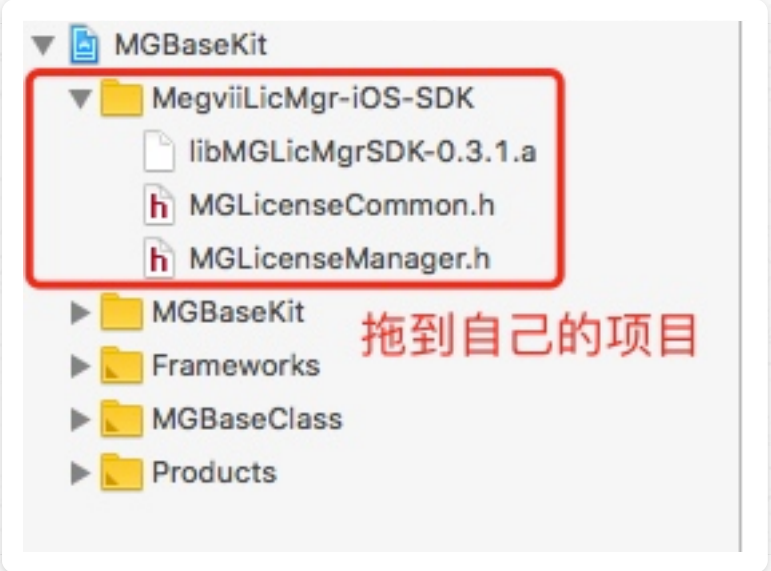 MGBaseKit
MegviiLicMgr-iOS-SDK
libMGLicMgrSDK-0.3.1.a
h MGLicenseCommon.h
h MGLicenseManager.h
MGBaseKit
拖到自己的项目
Frameworks
MGBaseClass
Products